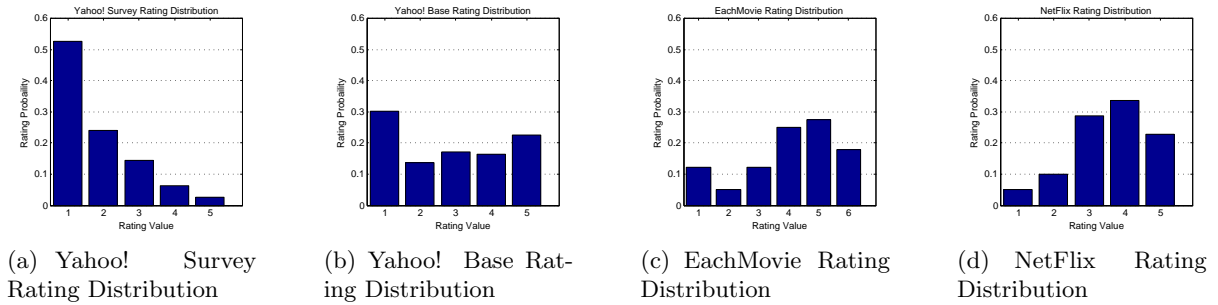 Yahoo! Survey Rating Distribution
0.6
0.5
0.4
0.3
0.2
0.1
0
Rating Probaility
1 2 3 4 5
Rating Value
(a) Yahoo! Survey
Rating Distribution
Yahoo! Base Rating Distribution
0.6
0.5
0.4
0.3
0.2
0.1
0
Rating Probaility
1 2 3 4 5
Rating Value
(b) Yahoo! Base Rat-
ing Distribution
EachMovie Rating Distribution
0.6
0.5
0.4
0.3
0.2
0.1
0
Rating Probaility
1 2 3 4 5 6
Rating Value
(c) EachMovie Rating
Distribution
NetFlix Rating Distribution
0.6
0.5
0.4
0.3
0.2
0.1
0
Rating Probaility
1 2 3 4 5
Rating Value
(d) NetFlix Rating
Distribution